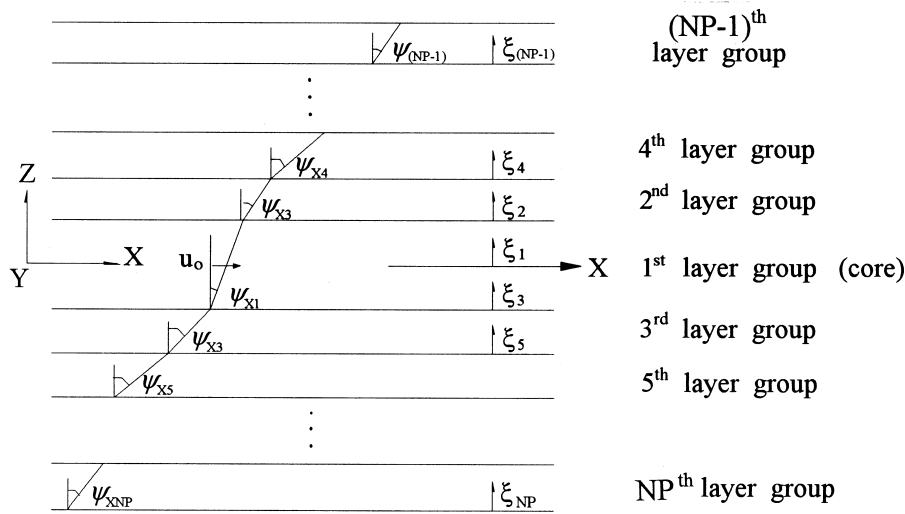 (NP-1)th
ψ(NP-1) ξ(NP-1) layer group
ψX4 ξ4 4th layer group
Z
ψX3 ξ2 2nd layer group
ξ1
X uo X 1st layer group (core)
Y
ψX1 ξ3
ψX3 ξ5 3rd layer group
ψX5 5th layer group
ψXNP ξNP NPth layer group